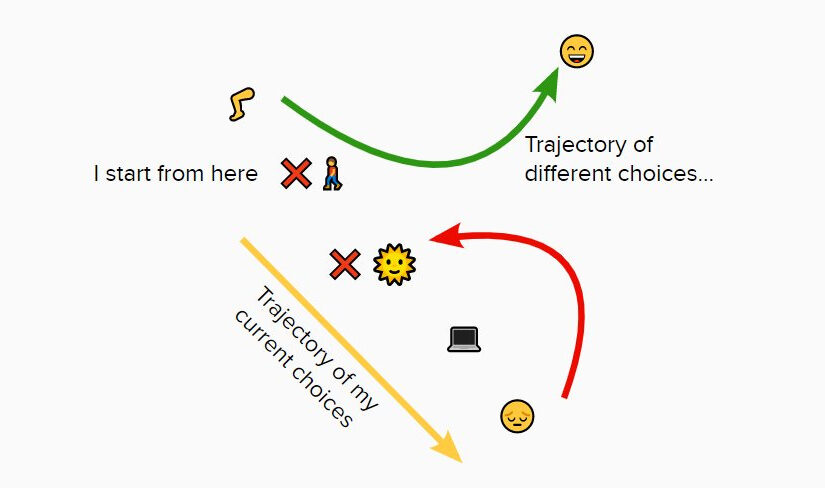 Trajectory of
different choices...
I start from here
Trajectory of my
current choices